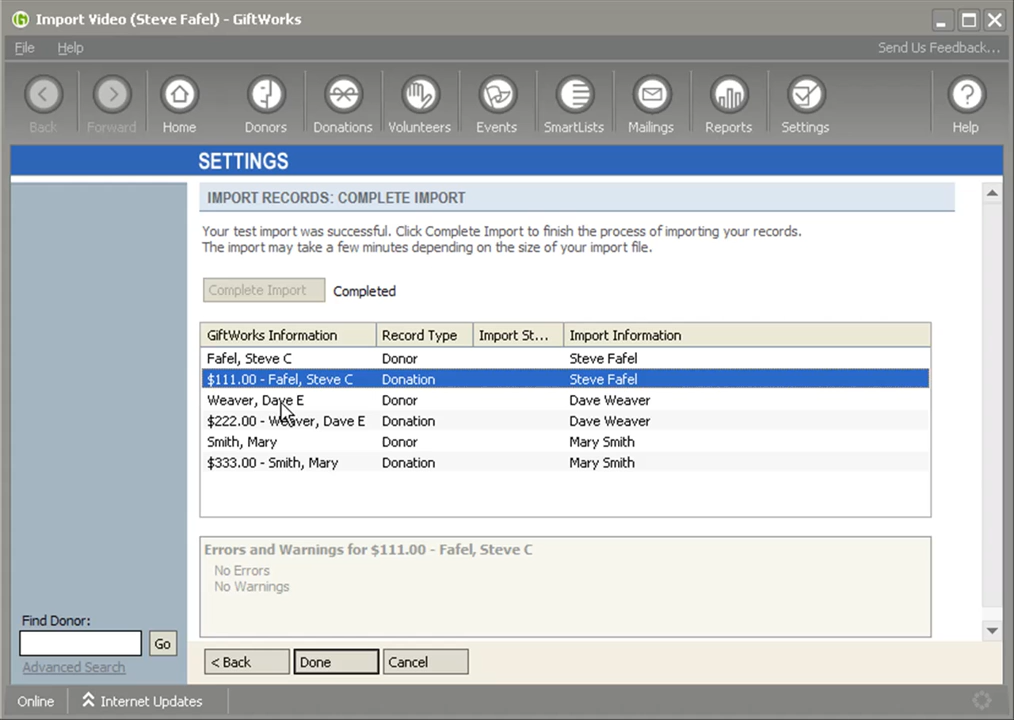 Import Video (Steve Fafel) - GiftWorks
File Help Send Us Feedback...
Back Forward Home Donors Donations Volunteers Events SmartLists Mailings Reports Settings Help
SETTINGS
IMPORT RECORDS: COMPLETE IMPORT
Your test import was successful. Click Complete Import to finish the process of importing your records.
The import may take a few minutes depending on the size of your import file.
Complete Import Completed
GiftWorks Information Record Type Import St... Import Information
Fafel, Steve C Donor Steve Fafel
$111.00 - Fafel, Steve C Donation Steve Fafel
Weaver, Dave E Donor Dave Weaver
$222.00 - Weaver, Dave E Donation Dave Weaver
Smith, Mary Donor Mary Smith
$333.00 - Smith, Mary Donation Mary Smith
Errors and Warnings for $111.00 - Fafel, Steve C
No Errors
No Warnings
Find Donor:
Go
Advanced Search
< Back Done Cancel
Online Internet Updates